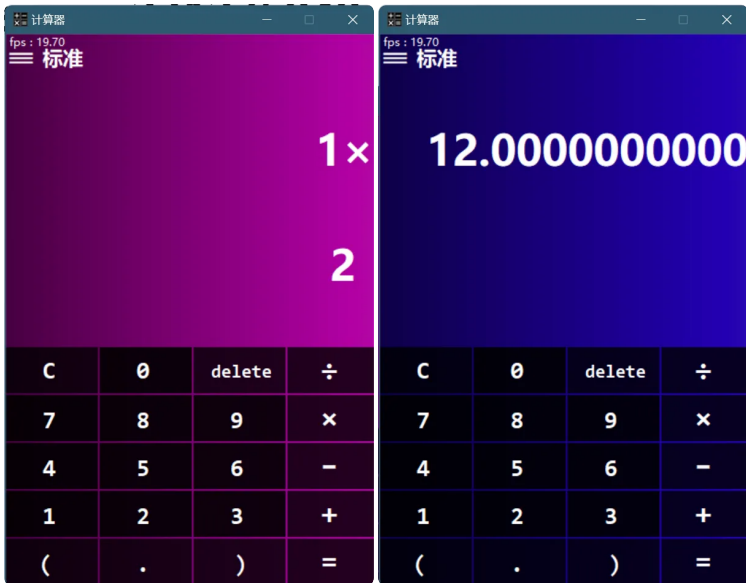 计算器
fps : 19.70
标准
1×
2
C 0 delete ÷
7 8 9 ×
4 5 6 −
1 2 3 +
( . ) =
计算器
fps : 19.70
标准
12.0000000000
C 0 delete ÷
7 8 9 ×
4 5 6 −
1 2 3 +
( . ) =